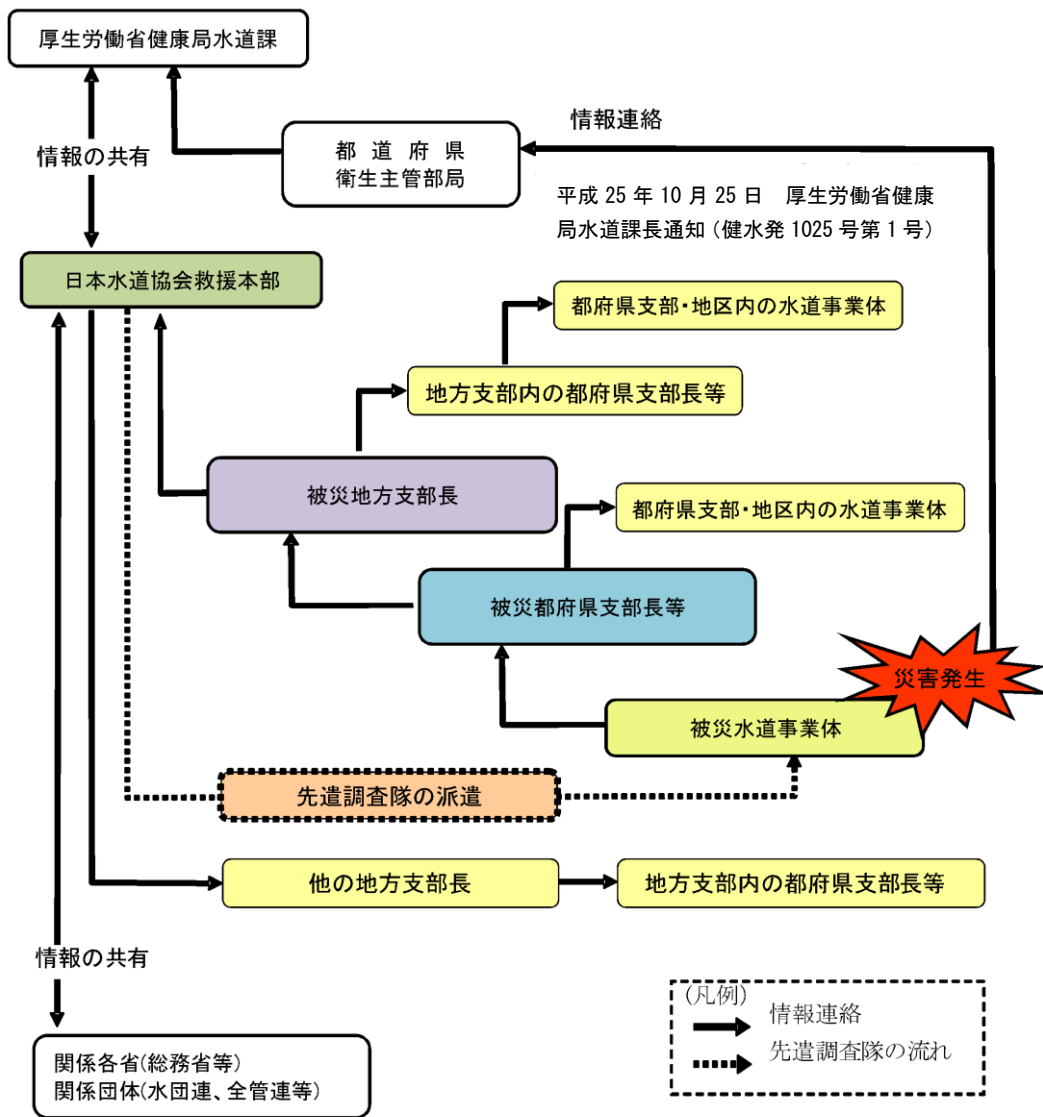 厚生労働省健康局水道課
情報連絡
都道府県
衛生主管部局
情報の共有
平成 25 年 10 月 25 日　厚生労働省健康
局水道課長通知（健水発 1025 号第 1 号）
日本水道協会救援本部
都府県支部・地区内の水道事業体
地方支部内の都府県支部長等
被災地方支部長
都府県支部・地区内の水道事業体
被災都府県支部長等
災害発生
被災水道事業体
先遣調査隊の派遣
他の地方支部長
地方支部内の都府県支部長等
情報の共有
(凡例)
情報連絡
先遣調査隊の流れ
関係各省(総務省等)
関係団体(水団連、全管連等)